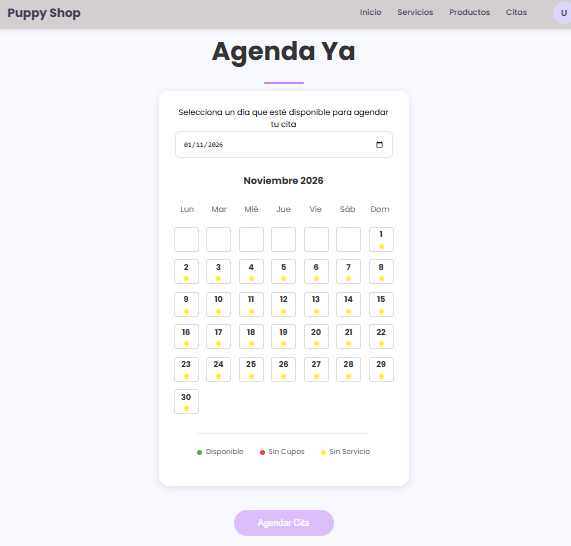 Puppy Shop
Inicio Servicios Productos Citas U
Agenda Ya
Selecciona un día que esté disponible para agendar
tu cita
01/11/2026
Noviembre 2026
Lun Mar Mié Jue Vie Sáb Dom
1
2 3 4 5 6 7 8
9 10 11 12 13 14 15
16 17 18 19 20 21 22
23 24 25 26 27 28 29
30
Disponible Sin Cupos Sin Servicio
Agendar Cita